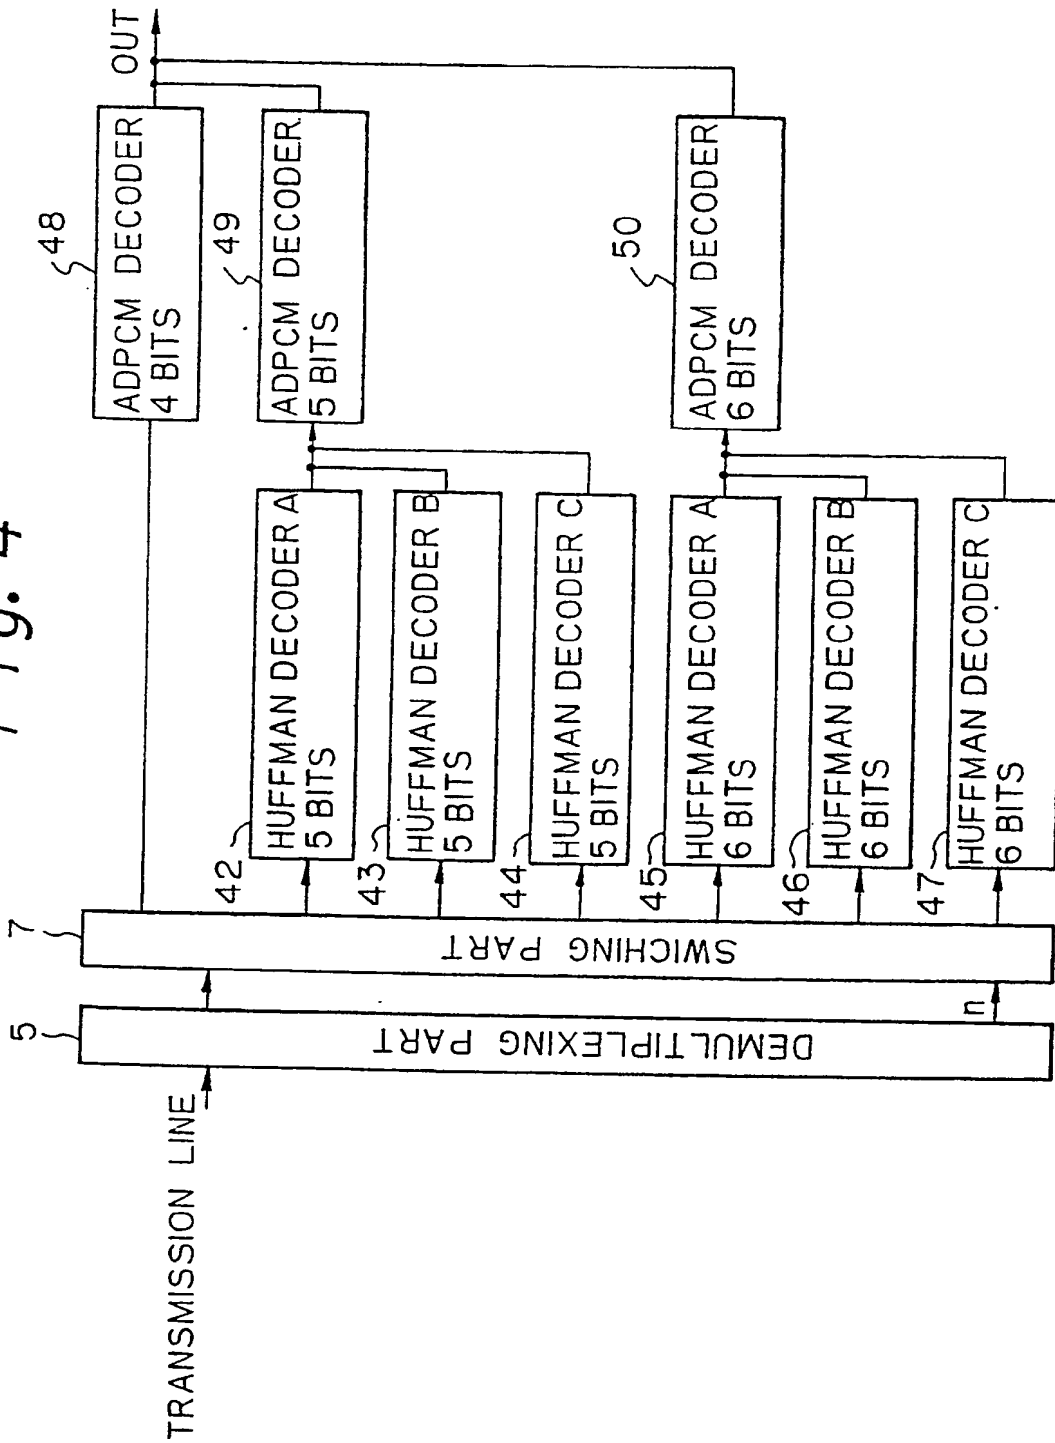 Fig. 4
TRANSMISSION LINE
5
DEMULTIPLEXING PART
n
7
SWICHING PART
42
HUFFMAN DECODER A
5 BITS
43
HUFFMAN DECODER B
5 BITS
44
HUFFMAN DECODER C
5 BITS
45
HUFFMAN DECODER A
6 BITS
46
HUFFMAN DECODER B
6 BITS
47
HUFFMAN DECODER C
6 BITS
48
ADPCM DECODER
4 BITS
49
ADPCM DECODER
5 BITS
50
ADPCM DECODER
6 BITS
OUT